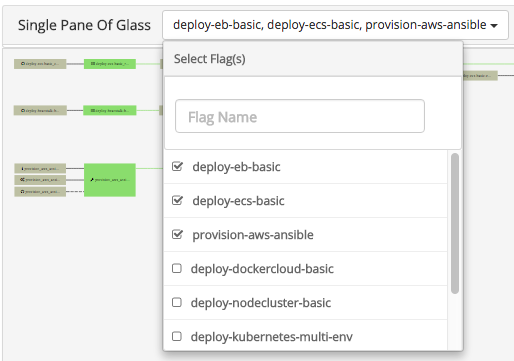 Single Pane Of Glass
deploy-eb-basic, deploy-ecs-basic, provision-aws-ansible
Select Flag(s)
Flag Name
deploy-eb-basic
deploy-ecs-basic
provision-aws-ansible
deploy-dockercloud-basic
deploy-nodecluster-basic
deploy-kubernetes-multi-env